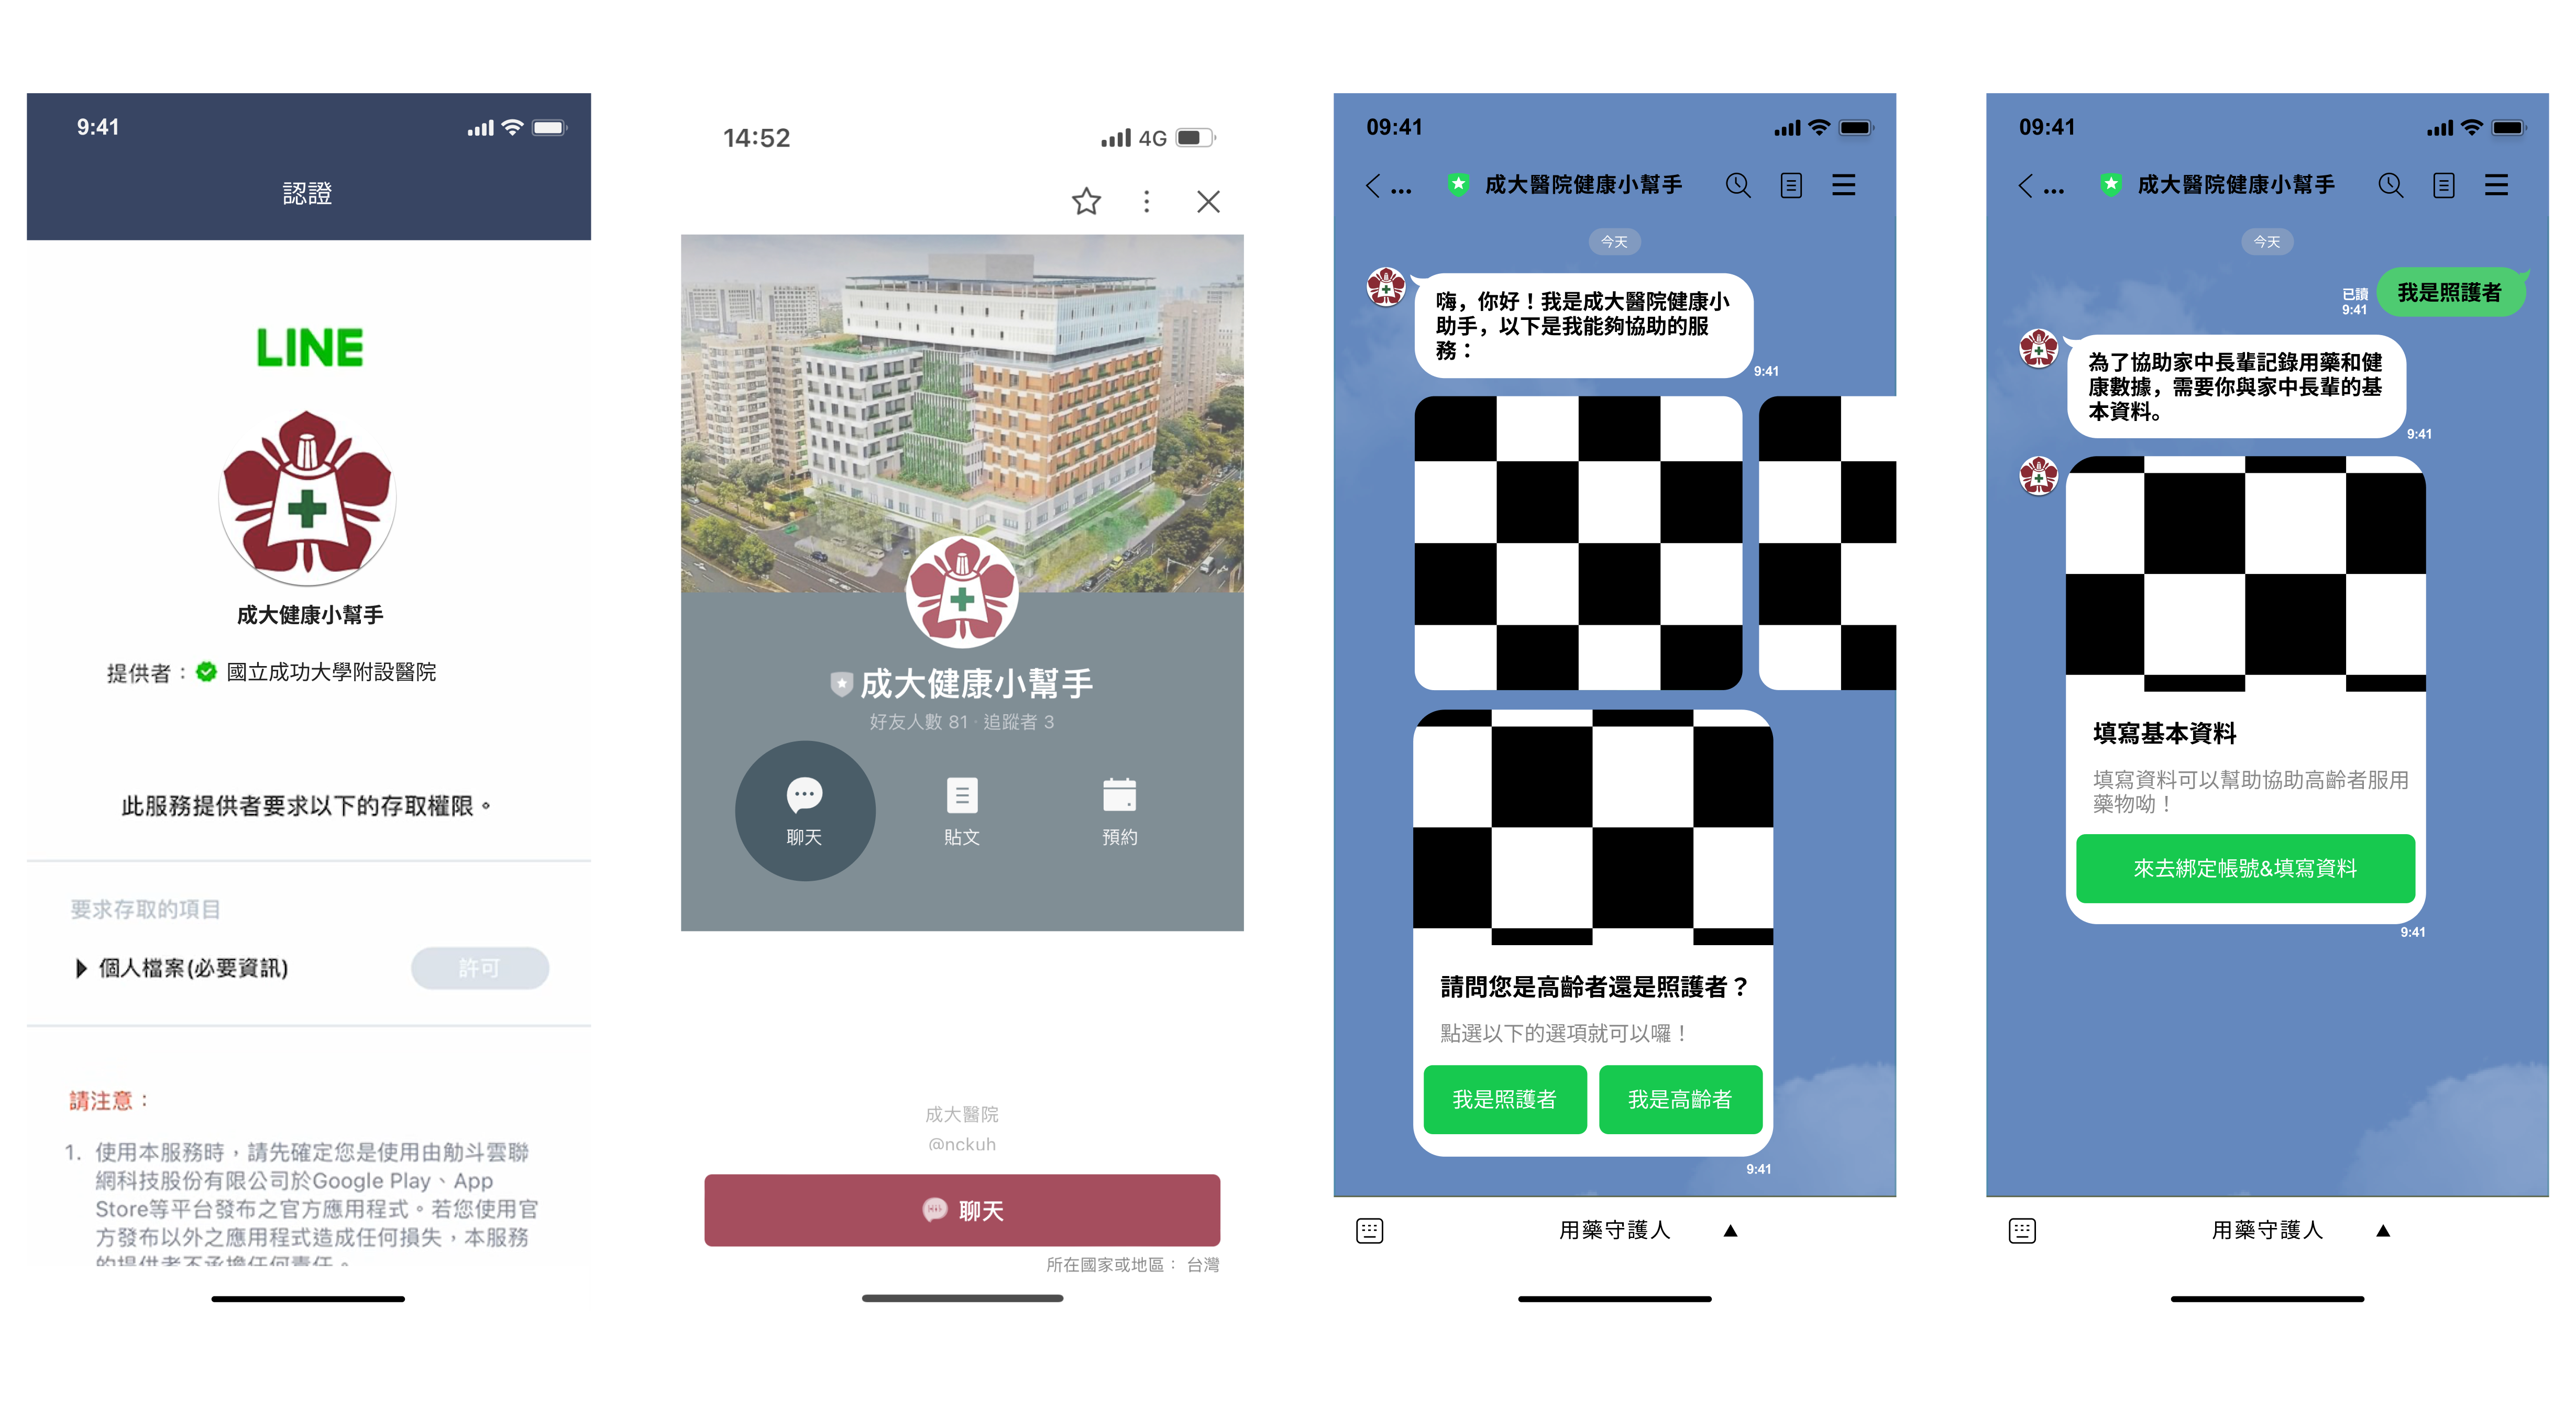 9:41
認證
LINE
成大健康小幫手
提供者：國立成功大學附設醫院
此服務提供者要求以下的存取權限。
要求存取的項目
個人檔案(必要資訊)
許可
請注意：
1. 使用本服務時，請先確定您是使用由勀斗雲聯
網科技股份有限公司於Google Play、App
Store等平台發布之官方應用程式。若您使用官
方發布以外之應用程式造成任何損失，本服務
的提供者不承擔任何責任。
14:52
4G
成大健康小幫手
好友人數 81 · 追蹤者 3
聊天
貼文
預約
成大醫院
@nckuh
聊天
所在國家或地區： 台灣
09:41
...
成大醫院健康小幫手
今天
嗨，你好！我是成大醫院健康小
助手，以下是我能夠協助的服
務：
9:41
請問您是高齡者還是照護者？
點選以下的選項就可以囉！
我是照護者
我是高齡者
9:41
用藥守護人
▲
09:41
...
成大醫院健康小幫手
今天
已讀
9:41
我是照護者
為了協助家中長輩記錄用藥和健
康數據，需要你與家中長輩的基
本資料。
9:41
填寫基本資料
填寫資料可以幫助協助高齡者服用
藥物呦！
來去綁定帳號&填寫資料
9:41
用藥守護人
▲